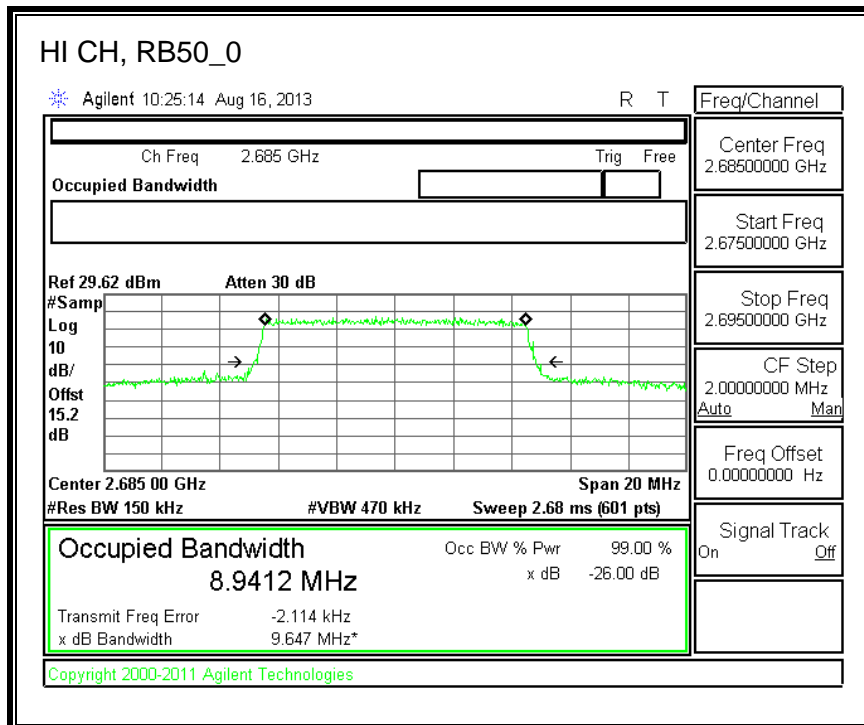 HI CH, RB50_0
Agilent 10:25:14 Aug 16, 2013 R T
Freq/Channel
Ch Freq 2.685 GHz Trig Free
Occupied Bandwidth
Center Freq
2.68500000 GHz
Start Freq
2.67500000 GHz
Stop Freq
2.69500000 GHz
CF Step
2.00000000 MHz
Auto Man
Freq Offset
0.00000000 Hz
Signal Track
On Off
Ref 29.62 dBm Atten 30 dB
#Samp
Log
10
dB/
Offst
15.2
dB
Center 2.685 00 GHz Span 20 MHz
#Res BW 150 kHz #VBW 470 kHz Sweep 2.68 ms (601 pts)
Occupied Bandwidth
8.9412 MHz
Occ BW % Pwr 99.00 %
x dB -26.00 dB
Transmit Freq Error -2.114 kHz
x dB Bandwidth 9.647 MHz*
Copyright 2000-2011 Agilent Technologies